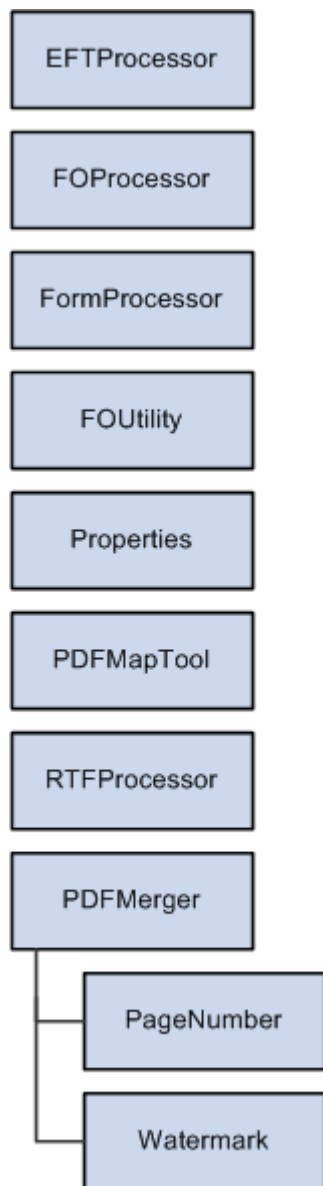 EFTProcessor
FOProcessor
FormProcessor
FOUtility
Properties
PDFMapTool
RTFProcessor
PDFMerger
PageNumber
Watermark